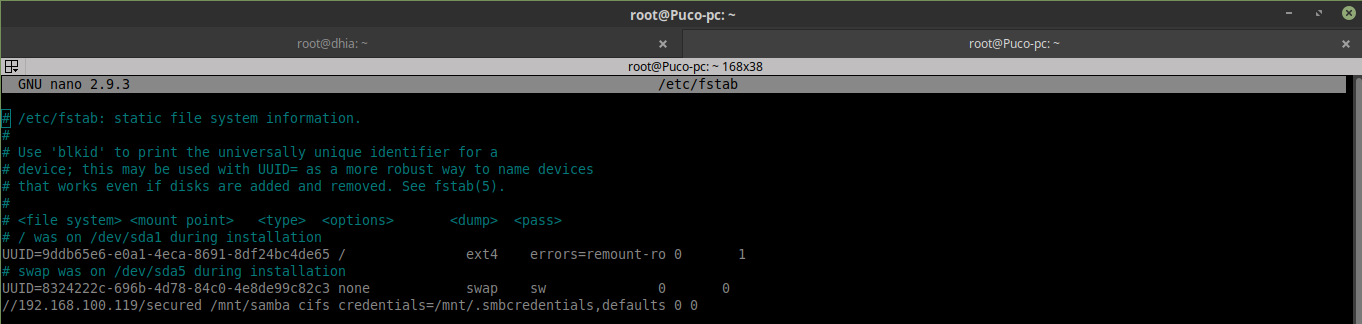 root@Puco-pc: ~
root@dhia: ~
root@Puco-pc: ~
root@Puco-pc: ~ 168x38
GNU nano 2.9.3 /etc/fstab
# /etc/fstab: static file system information.
#
# Use 'blkid' to print the universally unique identifier for a
# device; this may be used with UUID= as a more robust way to name devices
# that works even if disks are added and removed. See fstab(5).
#
# <file system> <mount point>   <type>  <options>       <dump>  <pass>
# / was on /dev/sda1 during installation
UUID=9ddb65e6-e0a1-4eca-8691-8df24bc4de65 /               ext4    errors=remount-ro 0       1
# swap was on /dev/sda5 during installation
UUID=8324222c-696b-4d78-84c0-4e8de99c82c3 none            swap    sw              0       0
//192.168.100.119/secured /mnt/samba cifs credentials=/mnt/.smbcredentials,defaults 0 0